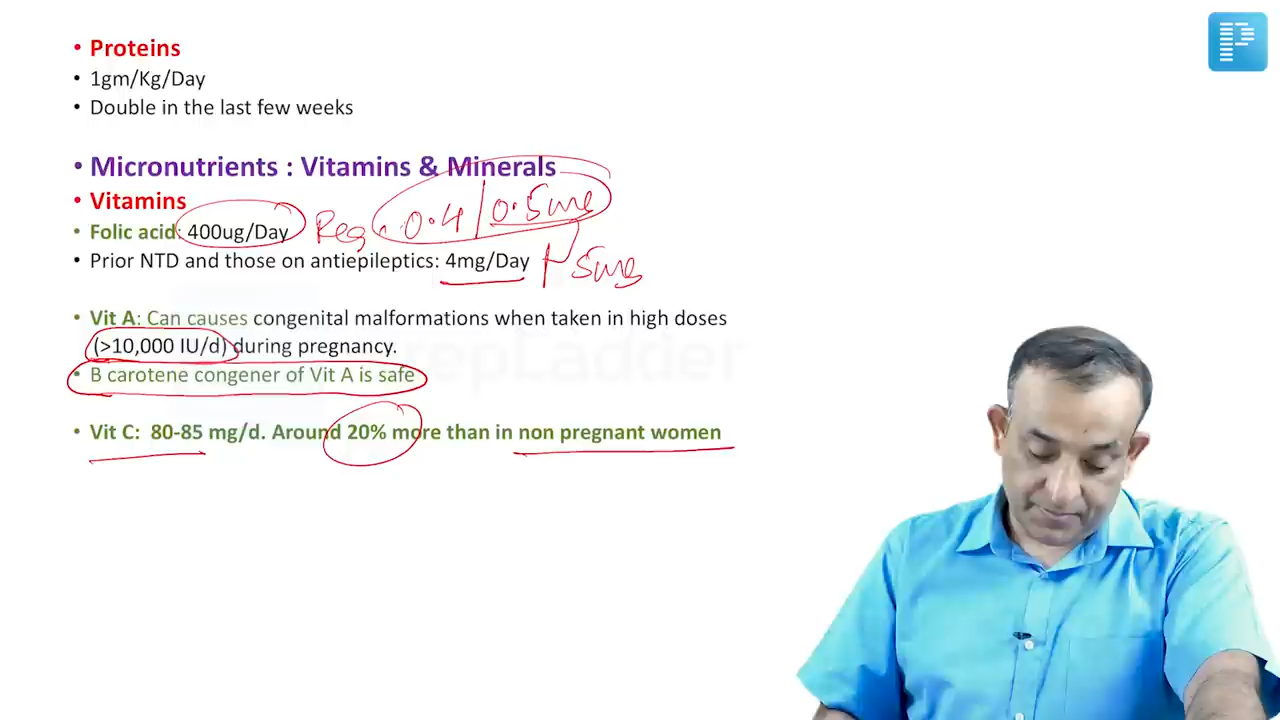 • Proteins
• 1gm/Kg/Day
• Double in the last few weeks
• Micronutrients : Vitamins & Minerals
• Vitamins
• Folic acid: 400ug/Day Req. 0.4/0.5mg
• Prior NTD and those on antiepileptics: 4mg/Day 5mg
• Vit A: Can causes congenital malformations when taken in high doses
(>10,000 IU/d) during pregnancy.
• B carotene congener of Vit A is safe
• Vit C: 80-85 mg/d. Around 20% more than in non pregnant women